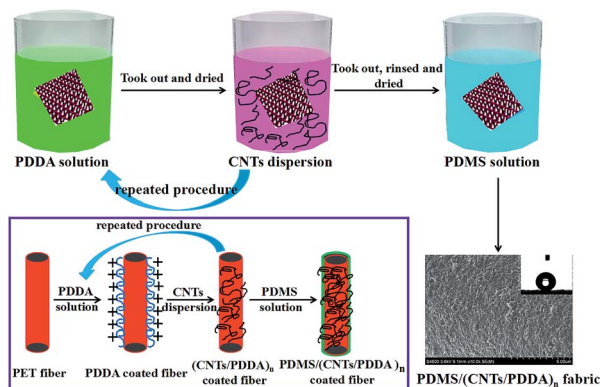 Took out and dried
Took out, rinsed and
dried
PDDA solution
CNTs dispersion
PDMS solution
repeated procedure
repeated procedure
PDDA
solution
CNTs
dispersion
PDMS
solution
PET fiber
PDDA coated fiber
(CNTs/PDDA)n
coated fiber
PDMS/(CNTs/PDDA)n
coated fiber
5.00um
PDMS/(CNTs/PDDA)n fabric